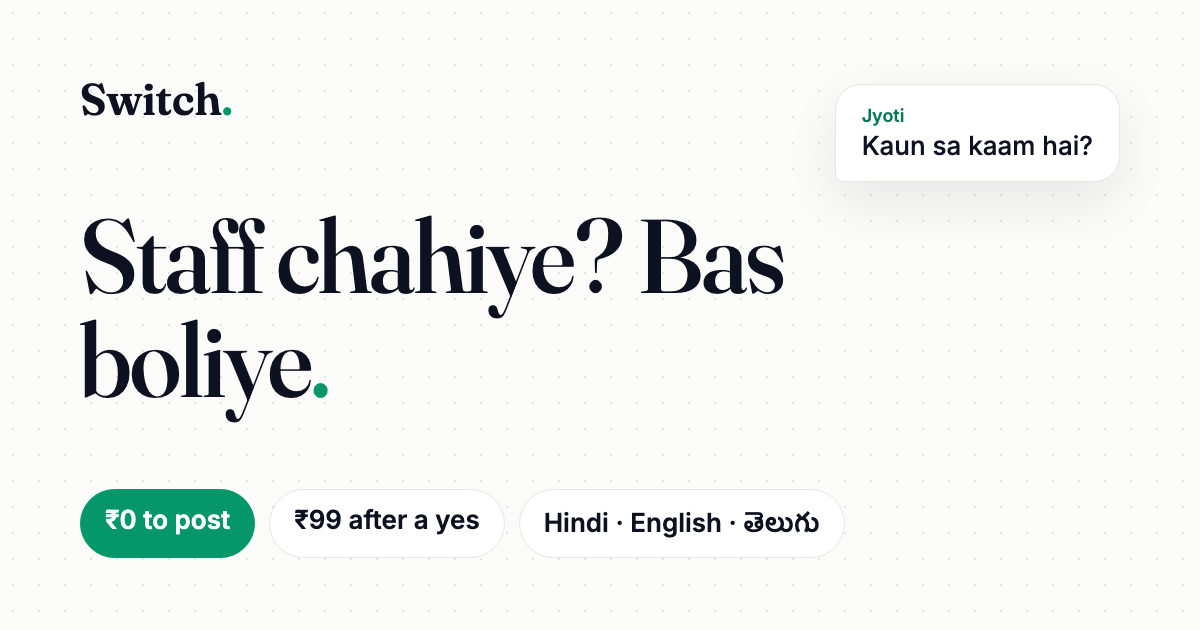 Switch.
Jyoti
Kaun sa kaam hai?
Staff chahiye? Bas
boliye.
₹0 to post
₹99 after a yes
Hindi · English · తెలుగు